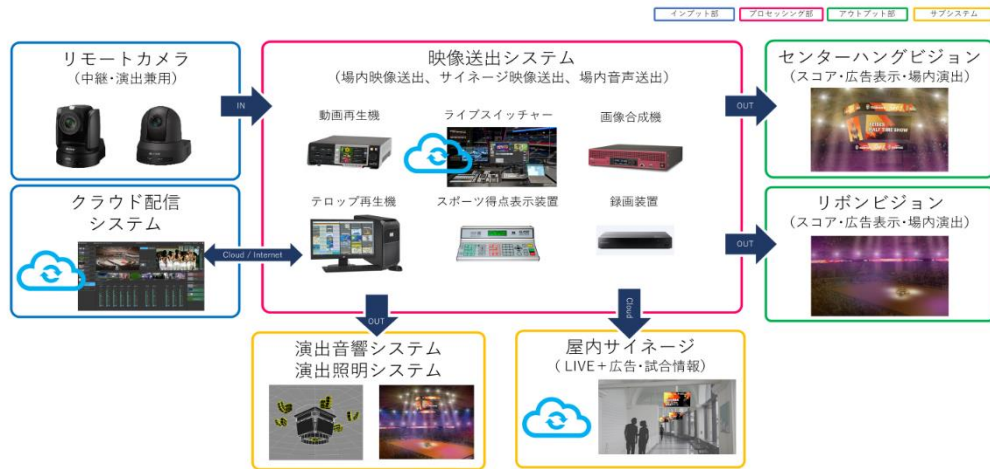 インプット部
プロセッシング部
アウトプット部
サブシステム
リモートカメラ
（中継・演出兼用）
IN
映像送出システム
（場内映像送出、サイネージ映像送出、場内音声送出）
動画再生機
ライブスイッチャー
画像合成機
テロップ再生機
スポーツ得点表示装置
録画装置
OUT
センターハングビジョン
（スコア・広告表示・場内演出）
クラウド配信
システム
Cloud / Internet
OUT
リボンビジョン
（スコア・広告表示・場内演出）
OUT
演出音響システム
演出照明システム
Cloud
屋内サイネージ
（ LIVE＋広告・試合情報）